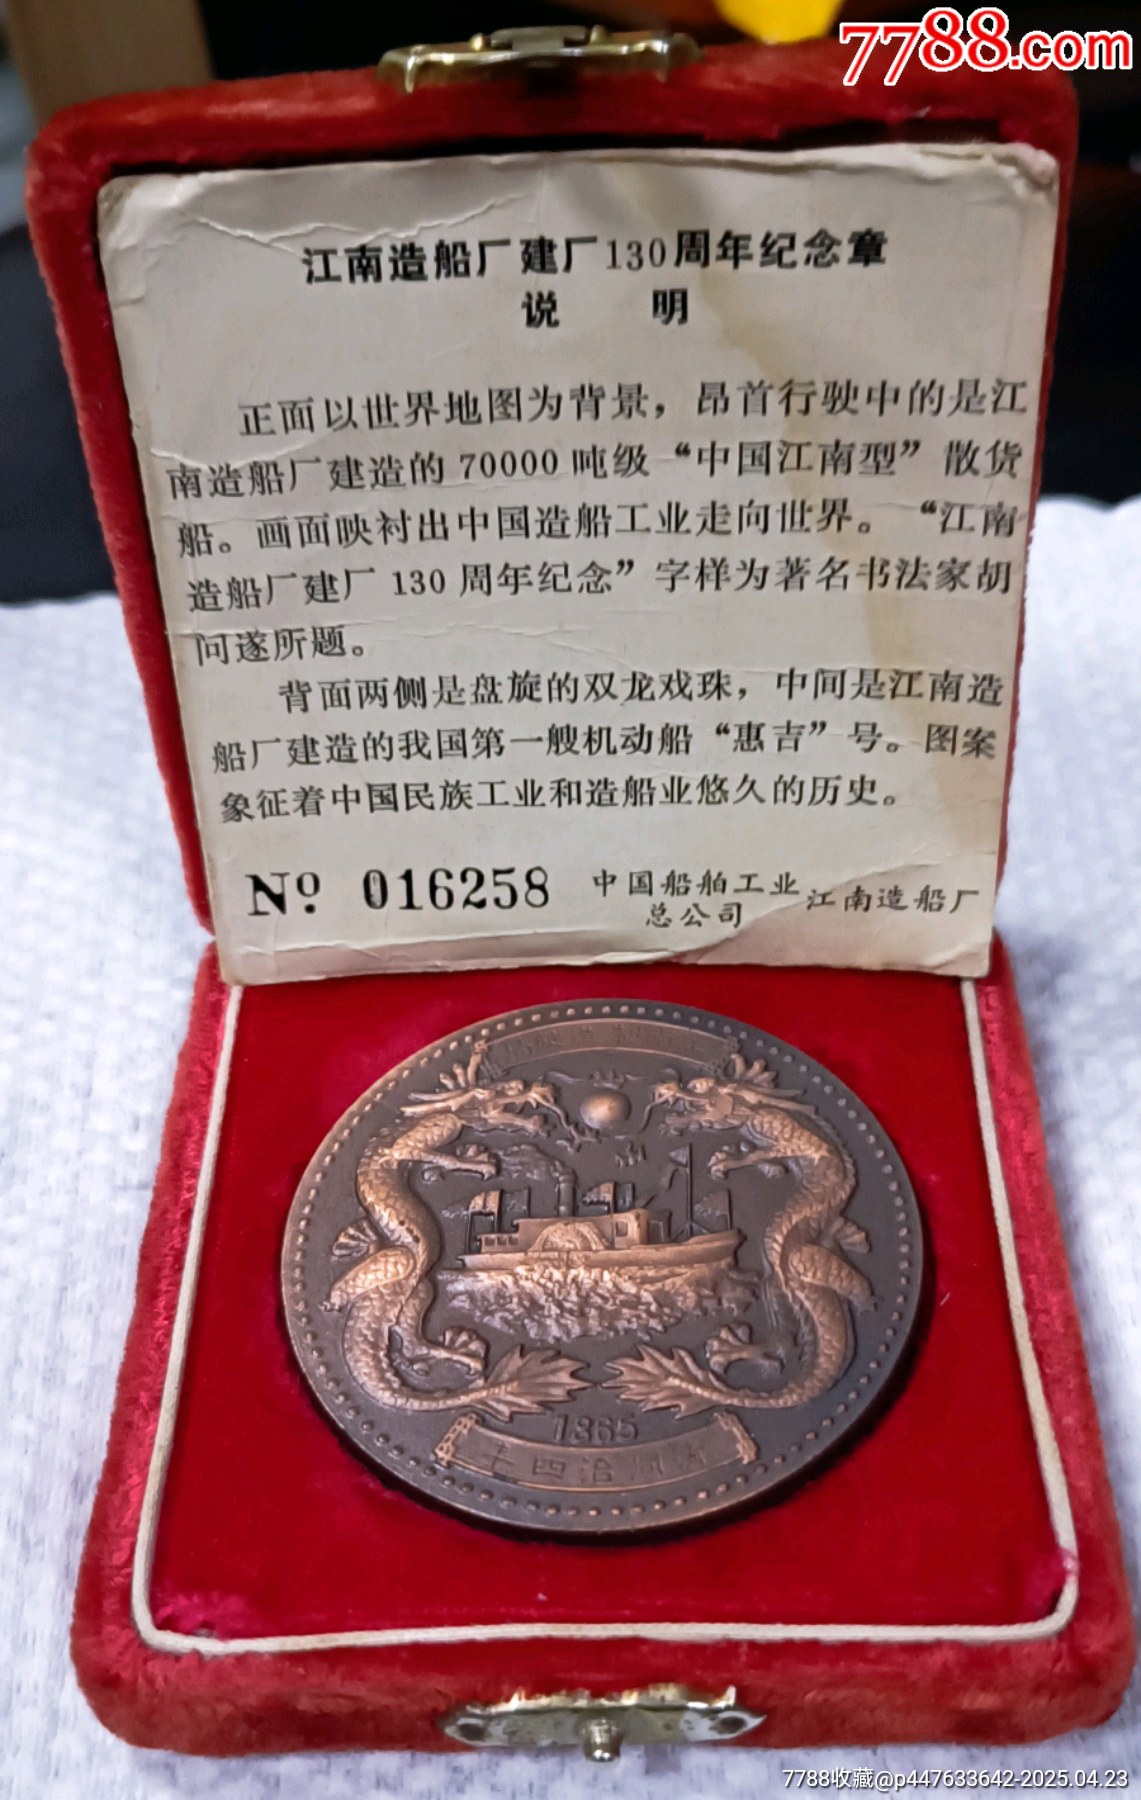 7788.com
江南造船厂建厂130周年纪念章
说 明
正面以世界地图为背景，昂首行驶中的是江
南造船厂建造的 70000 吨级“中国江南型”散货
船。画面映衬出中国造船工业走向世界。“江南
造船厂建厂 130 周年纪念”字样为著名书法家胡
问遂所题。
背面两侧是盘旋的双龙戏珠，中间是江南造
船厂建造的我国第一艘机动船“惠吉”号。图案
象征着中国民族工业和造船业悠久的历史。
№ 016258 中国船舶工业 江南造船厂
总公司
1865
7788收藏@p447633642-2025.04.23